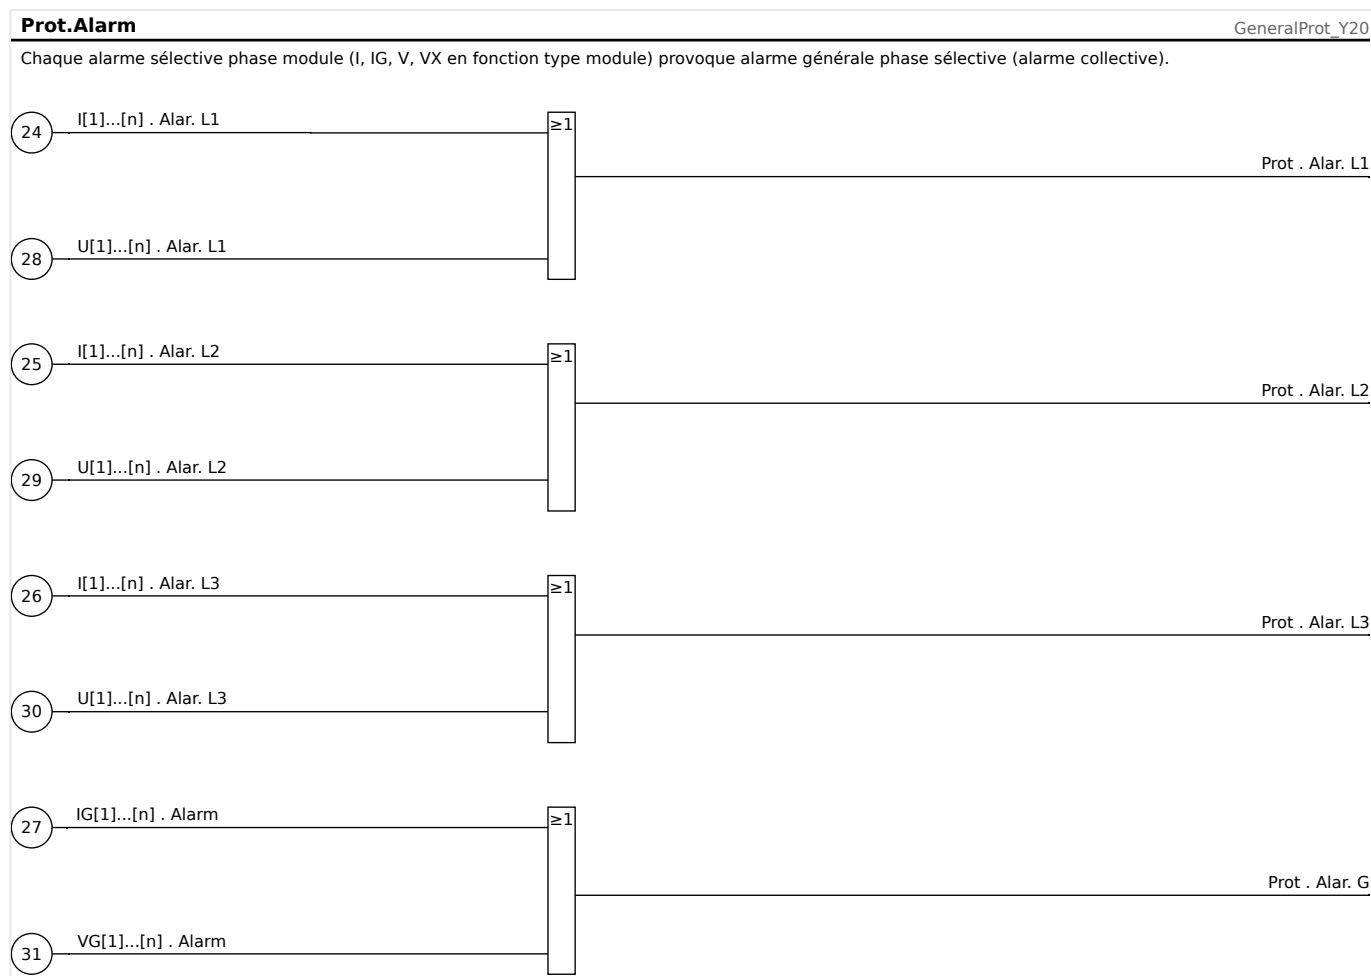 Prot.Alarm
GeneralProt_Y20
Chaque alarme sélective phase module (I, IG, V, VX en fonction type module) provoque alarme générale phase sélective (alarme collective).
24
I[1]...[n] . Alar. L1
≥1
Prot . Alar. L1
28
U[1]...[n] . Alar. L1
25
I[1]...[n] . Alar. L2
≥1
Prot . Alar. L2
29
U[1]...[n] . Alar. L2
26
I[1]...[n] . Alar. L3
≥1
Prot . Alar. L3
30
U[1]...[n] . Alar. L3
27
IG[1]...[n] . Alarm
≥1
Prot . Alar. G
31
VG[1]...[n] . Alarm